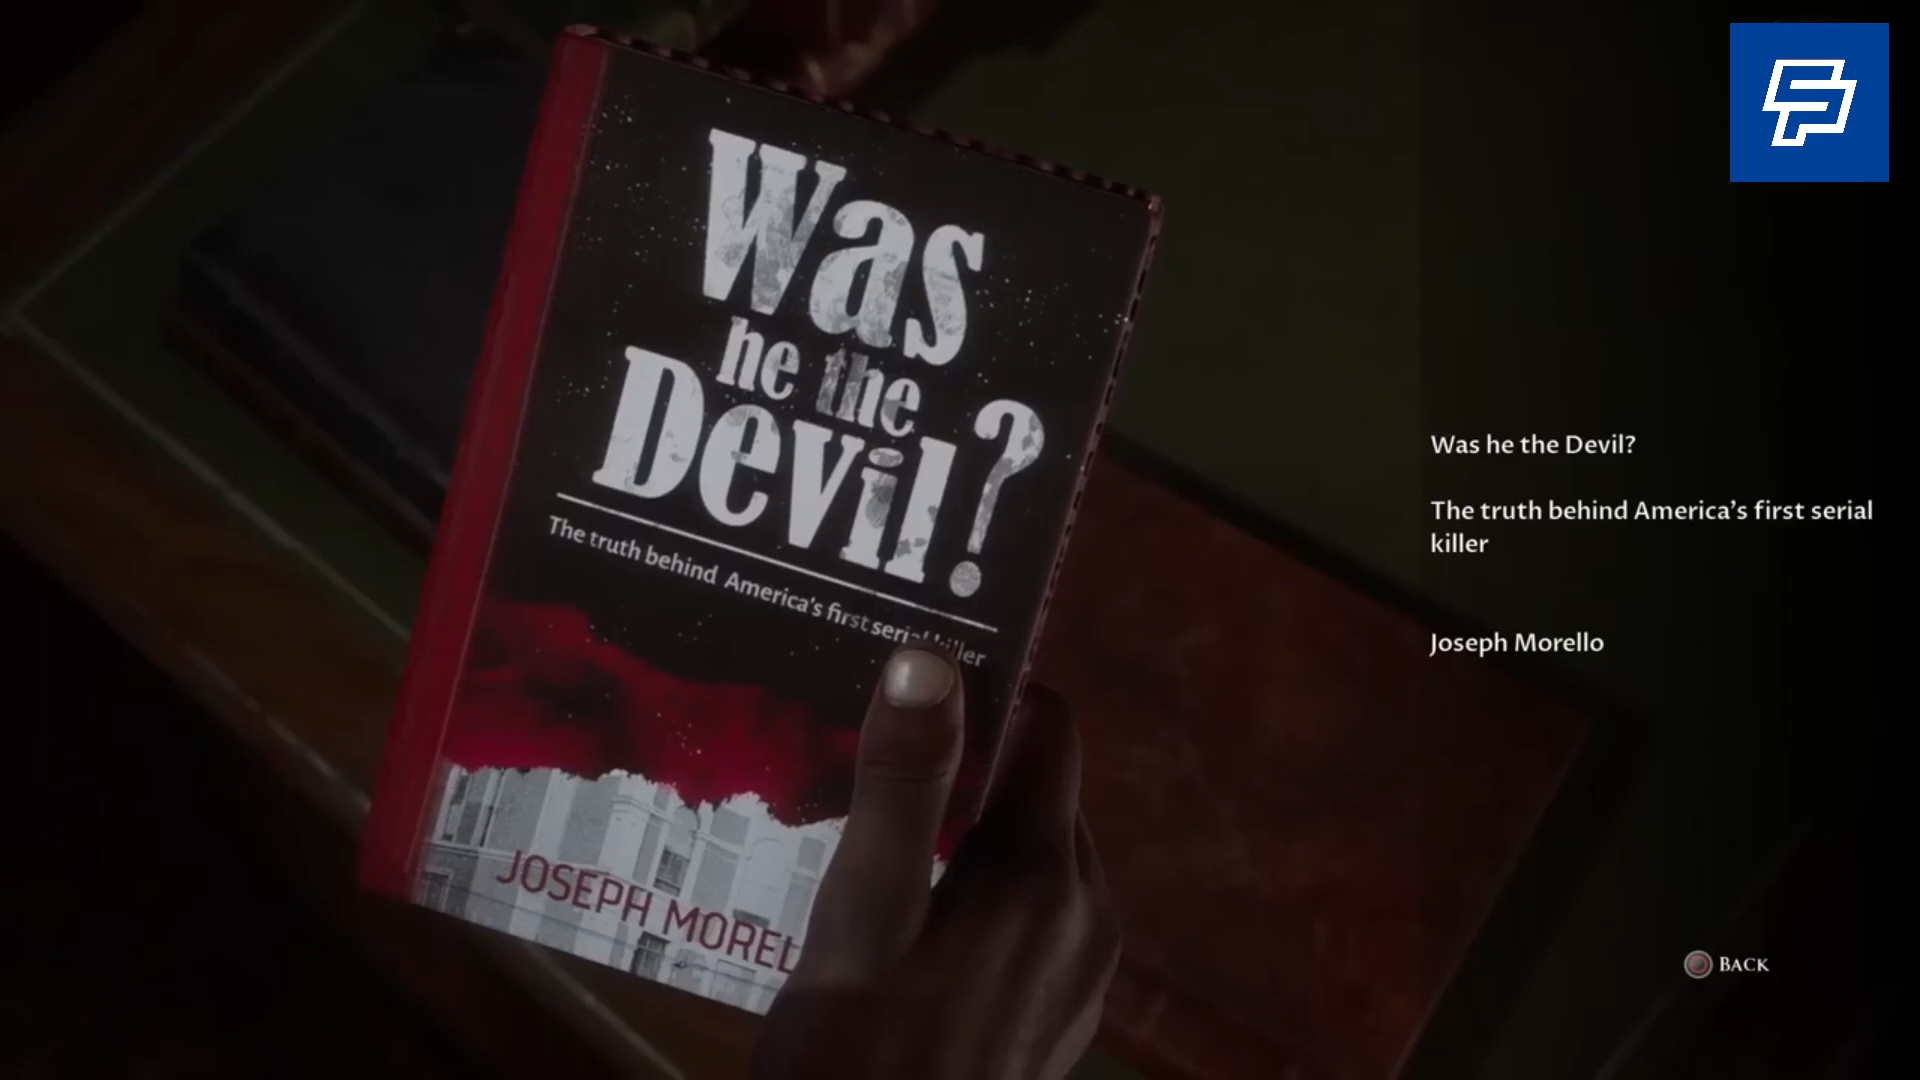 Was
he the
Devil?
The truth behind America's first serial killer
JOSEPH MOREL
Was he the Devil?
The truth behind America's first serial
killer
Joseph Morello
BACK